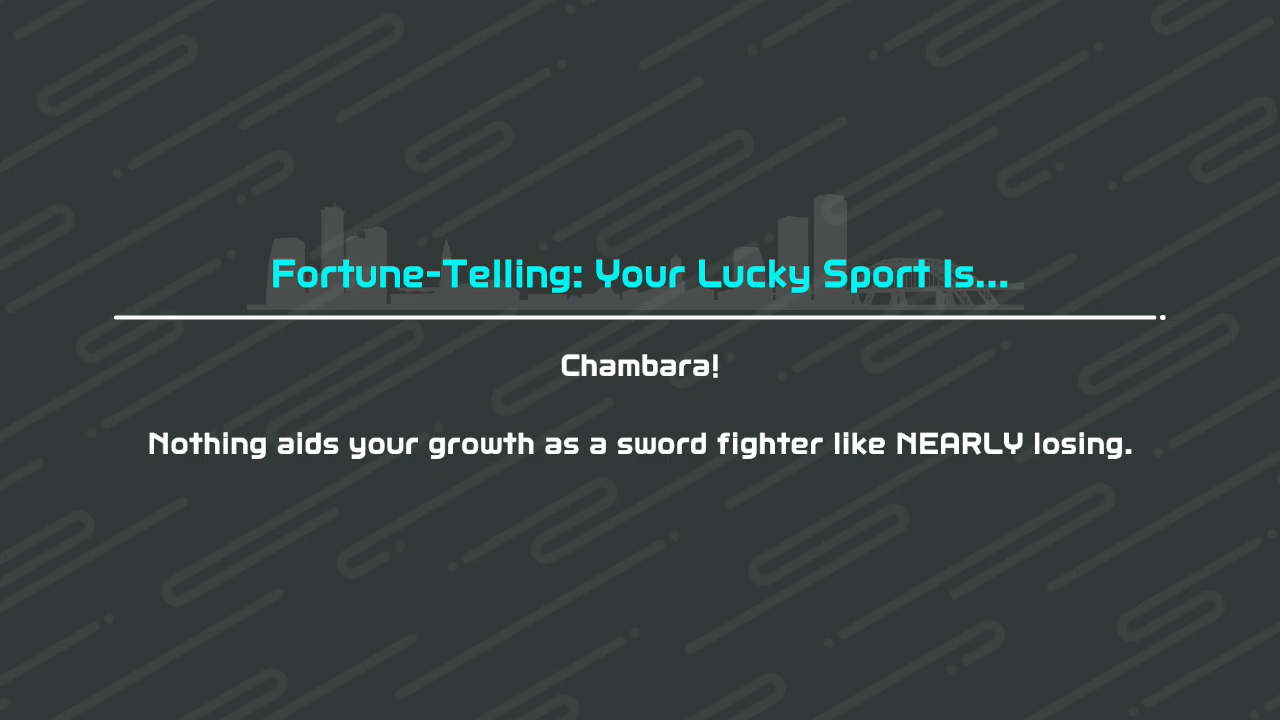 Fortune-Telling: Your Lucky Sport Is...
Chambara!
Nothing aids your growth as a sword fighter like NEARLY losing.